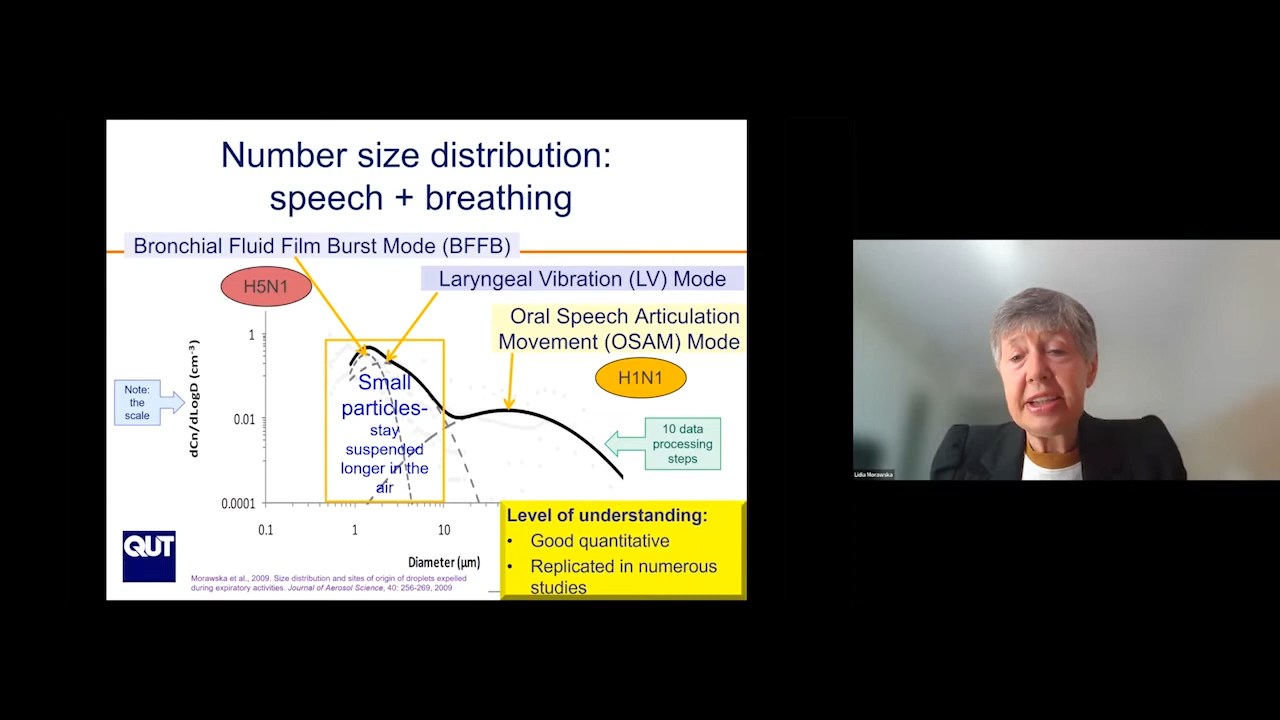 Number size distribution:
speech + breathing
Bronchial Fluid Film Burst Mode (BFFB)
H5N1
Laryngeal Vibration (LV) Mode
Oral Speech Articulation
Movement (OSAM) Mode
H1N1
Note:
the
scale
dCn/dLogD (cm⁻³)
1
0.01
0.0001
Small
particles-
stay
suspended
longer in the
air
10 data
processing
steps
0.1
1
10
Diameter (µm)
Level of understanding:
• Good quantitative
• Replicated in numerous
studies
QUT
Morawska et al., 2009. Size distribution and sites of origin of droplets expelled
during expiratory activities. Journal of Aerosol Science, 40: 256-269, 2009
Lidia Morawska